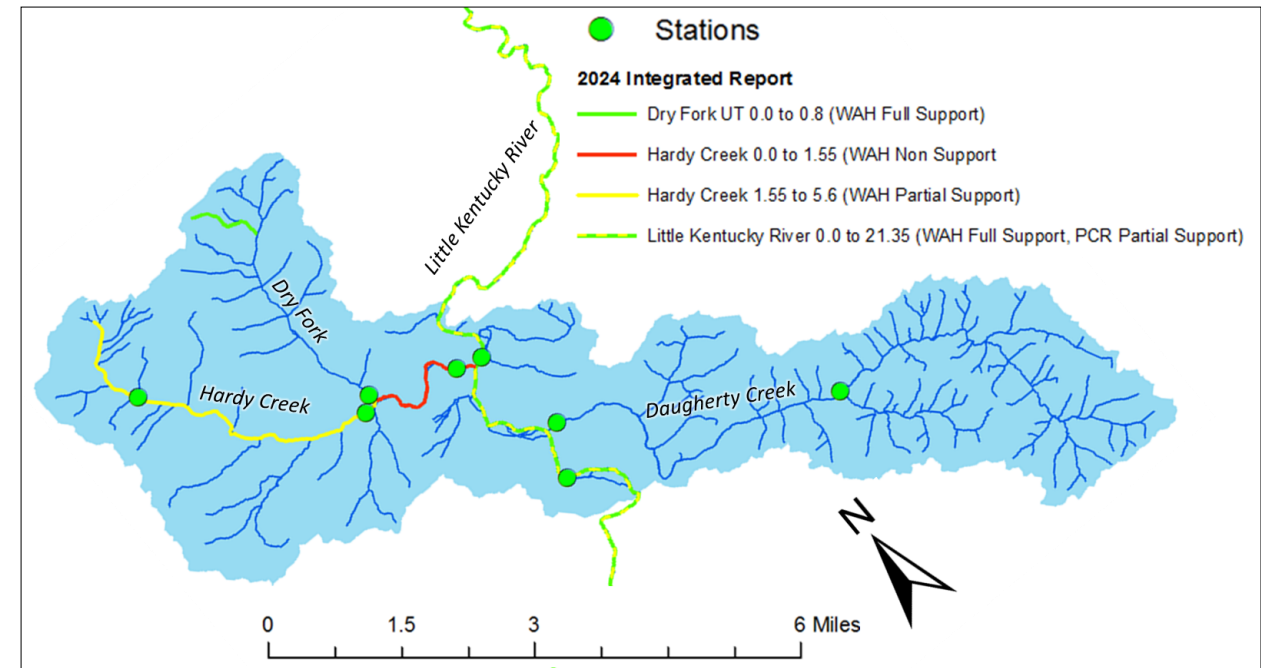 Stations
2024 Integrated Report
Dry Fork UT 0.0 to 0.8 (WAH Full Support)
Hardy Creek 0.0 to 1.55 (WAH Non Support
Hardy Creek 1.55 to 5.6 (WAH Partial Support)
Little Kentucky River 0.0 to 21.35 (WAH Full Support, PCR Partial Support)
Little Kentucky River
Dry Fork
Hardy Creek
Daugherty Creek
N
0 1.5 3 6 Miles